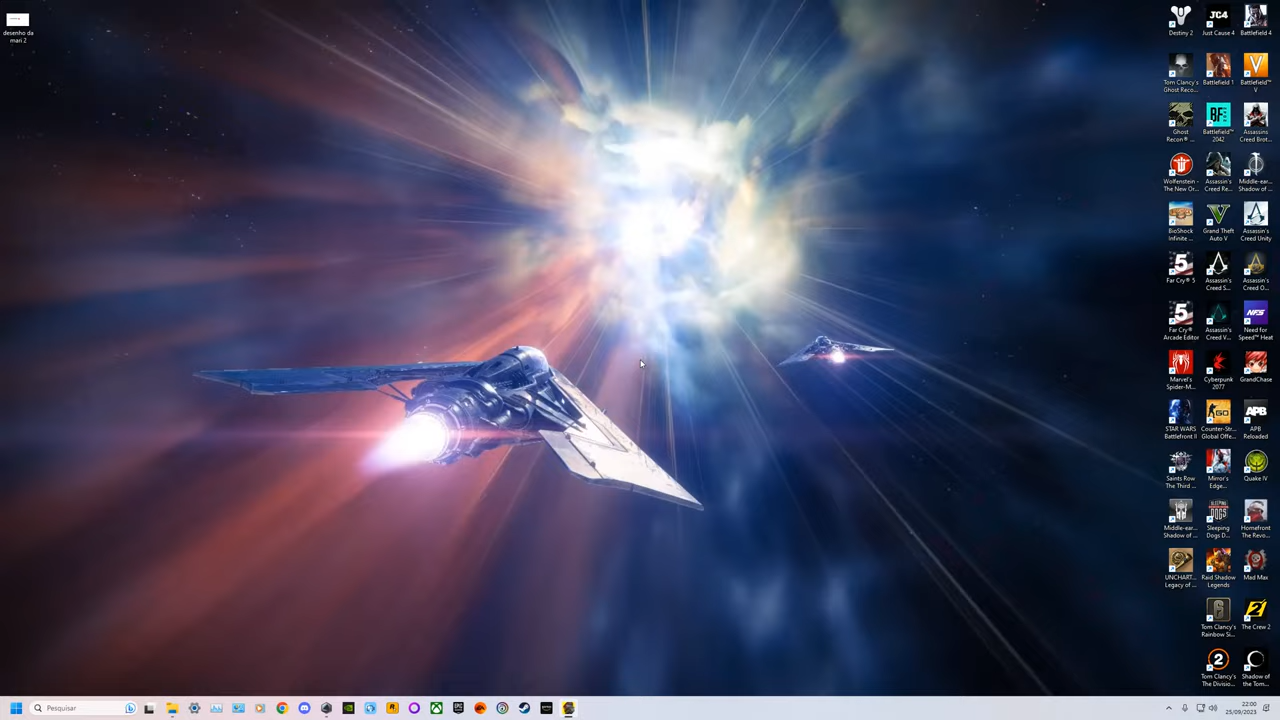 desenho da
mari 2
Destiny 2
Just Cause 4
Battlefield 4
Tom Clancy's
Ghost Reco...
Battlefield 1
Battlefield™
V
Ghost
Recon® ...
Battlefield™
2042
Assassins
Creed Brot...
Wolfenstein -
The New Or...
Assassin's
Creed Re...
Middle-ear...
Shadow of ...
BioShock
Infinite ...
Grand Theft
Auto V
Assassin's
Creed Unity
Far Cry® 5
Assassin's
Creed S...
Assassin's
Creed O...
Far Cry®
Arcade Editor
Assassin's
Creed V...
Need for
Speed™ Heat
Marvel's
Spider-M...
Cyberpunk
2077
GrandChase
STAR WARS
Battlefront II
Counter-Str...
Global Offe...
APB
Reloaded
Saints Row
The Third ...
Mirror's
Edge...
Quake IV
Middle-ear...
Shadow of ...
Sleeping
Dogs D...
Homefront
The Revo...
UNCHART...
Legacy of ...
Raid Shadow
Legends
Mad Max
Tom Clancy's
Rainbow Si...
The Crew 2
Tom Clancy's
The Divisio...
Shadow of
the Tom...
Pesquisar
22:00
25/09/2023